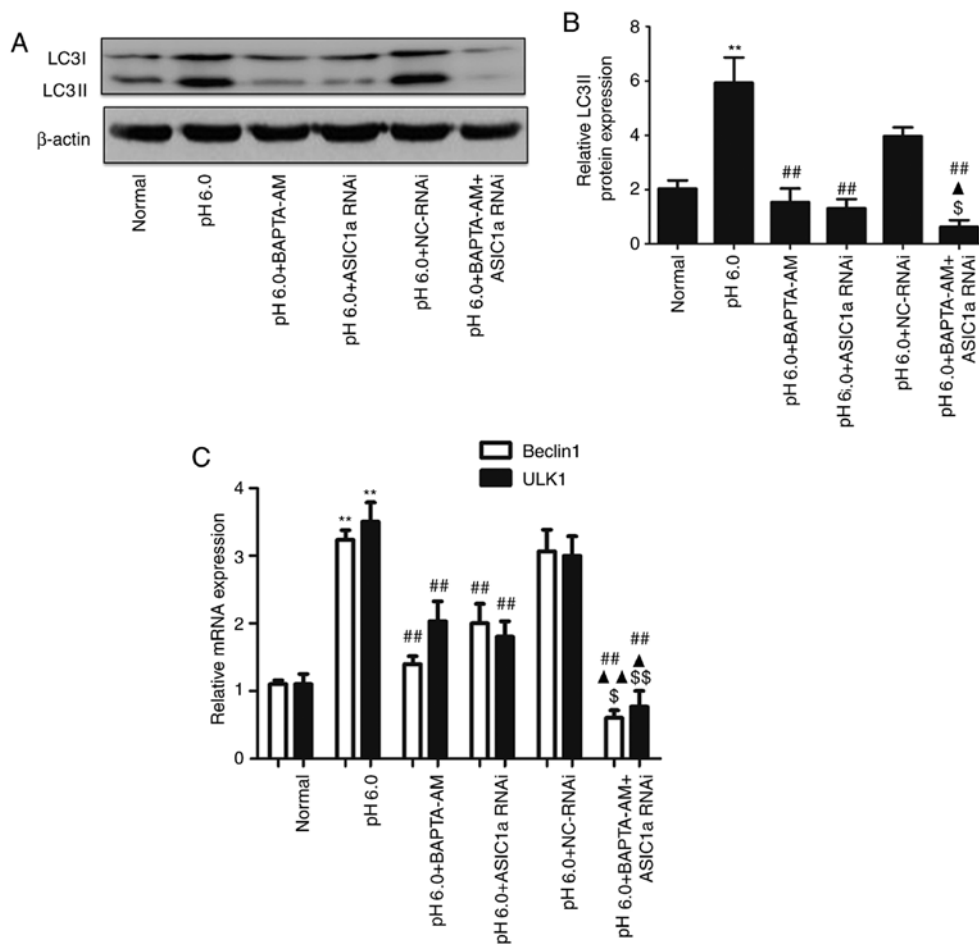 A
LC3I
LC3II
β-actin
Normal
pH 6.0
pH 6.0+BAPTA-AM
pH 6.0+ASIC1a RNAi
pH 6.0+NC-RNAi
pH 6.0+BAPTA-AM+
ASIC1a RNAi
B
Relative LC3II
protein expression
8
6
4
2
0
**
##
##
##
▲
$
Normal
pH 6.0
pH 6.0+BAPTA-AM
pH 6i.0+ASIC1a RNAi
pH 6.0+NC-RNAi
pH 6.0+BAPTA-AM+
ASIC1a RNAi
C
Beclin1
ULK1
Relative mRNA expression
4
3
2
1
0
** **
## ##
## ##
##
▲ ▲
$
##
▲
$$
Normal
pH 6.0
pH 6.0+BAPTA-AM
pH 6.0+ASIC1a RNAi
pH 6.0+NC-RNAi
pH 6.0+BAPTA-AM+
ASIC1a RNAi